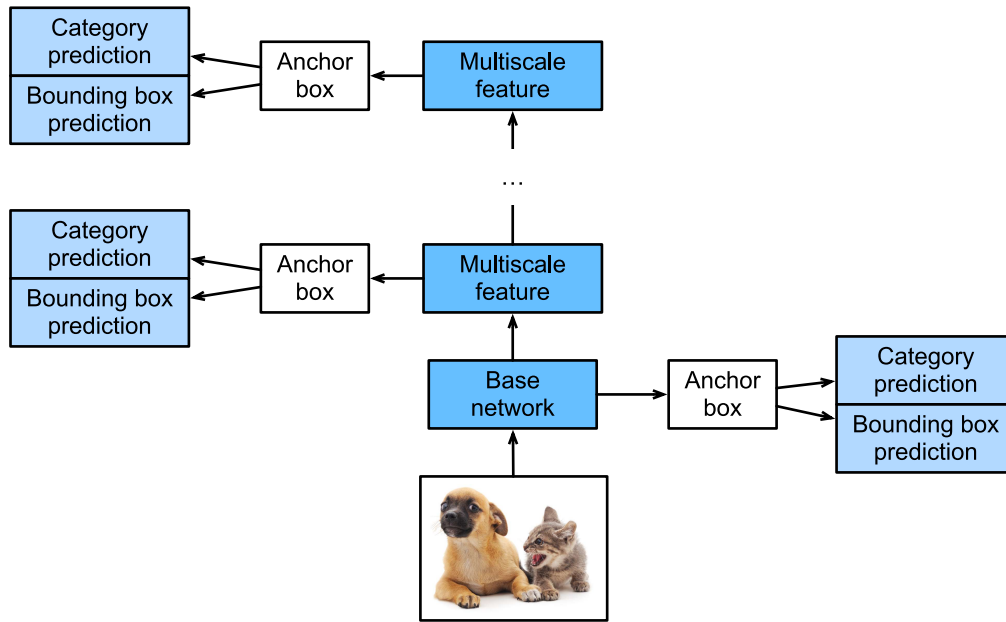 Category
prediction
Bounding box
prediction
Anchor
box
Multiscale
feature
...
Category
prediction
Bounding box
prediction
Anchor
box
Multiscale
feature
Base
network
Anchor
box
Category
prediction
Bounding box
prediction